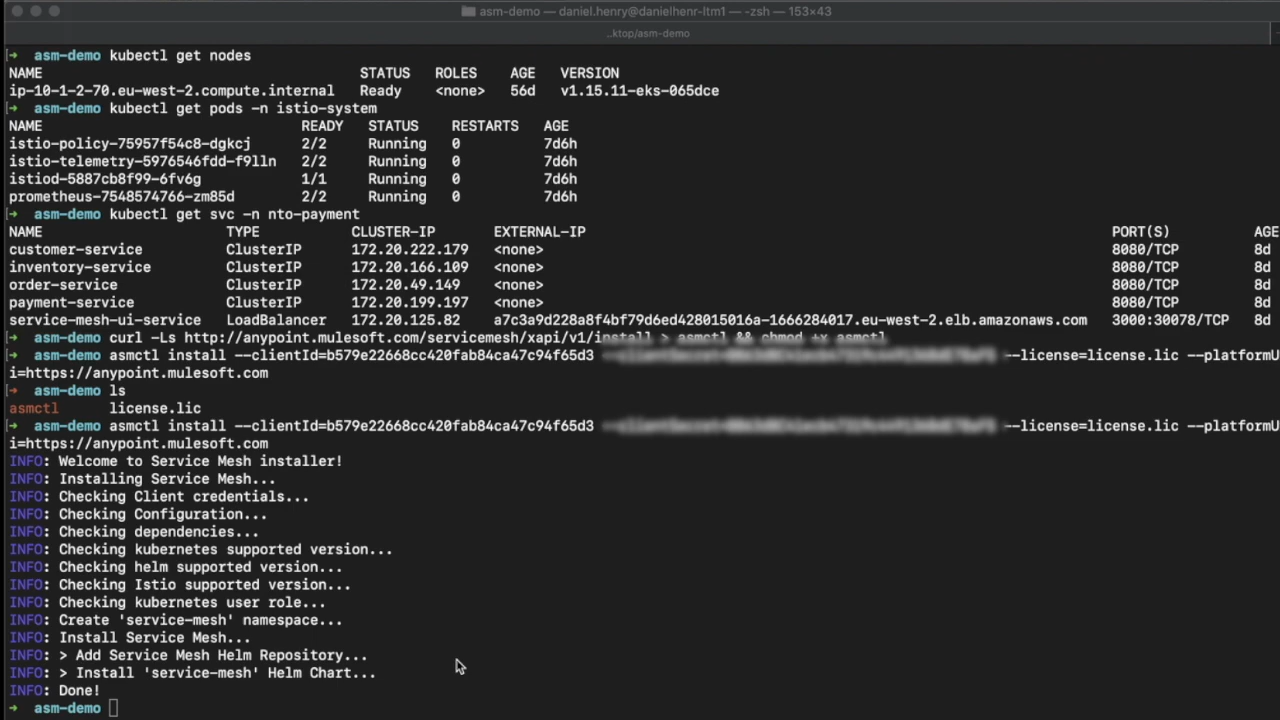 asm-demo — daniel.henry@danielhenr-ltm1 — -zsh — 153×43
..ktop/asm-demo
[➜ asm-demo kubectl get nodes
NAME STATUS ROLES AGE VERSION
ip-10-1-2-70.eu-west-2.compute.internal Ready <none> 56d v1.15.11-eks-065dce
[➜ asm-demo kubectl get pods -n istio-system
NAME READY STATUS RESTARTS AGE
istio-policy-75957f54c8-dgkcj 2/2 Running 0 7d6h
istio-telemetry-5976546fdd-f9lln 2/2 Running 0 7d6h
istiod-5887cb8f99-6fv6g 1/1 Running 0 7d6h
prometheus-7548574766-zm85d 2/2 Running 0 7d6h
[➜ asm-demo kubectl get svc -n nto-payment
NAME TYPE CLUSTER-IP EXTERNAL-IP PORT(S) AGE
customer-service ClusterIP 172.20.222.179 <none> 8080/TCP 8d
inventory-service ClusterIP 172.20.166.109 <none> 8080/TCP 8d
order-service ClusterIP 172.20.49.149 <none> 8080/TCP 8d
payment-service ClusterIP 172.20.199.197 <none> 8080/TCP 8d
service-mesh-ui-service LoadBalancer 172.20.125.82 a7c3a9d228a8f4bf79d6ed428015016a-1666284017.eu-west-2.elb.amazonaws.com 3000:30078/TCP 8d
[➜ asm-demo curl -Ls http://anypoint.mulesoft.com/servicemesh/xapi/v1/install > asmctl && chmod +x asmctl
[➜ asm-demo asmctl install --clientId=b579e22668cc420fab84ca47c94f65d3 --license=license.lic --platformU
i=https://anypoint.mulesoft.com
[➜ asm-demo ls
asmctl license.lic
[➜ asm-demo asmctl install --clientId=b579e22668cc420fab84ca47c94f65d3 --license=license.lic --platformU
i=https://anypoint.mulesoft.com
INFO: Welcome to Service Mesh installer!
INFO: Installing Service Mesh...
INFO: Checking Client credentials...
INFO: Checking Configuration...
INFO: Checking dependencies...
INFO: Checking kubernetes supported version...
INFO: Checking helm supported version...
INFO: Checking Istio supported version...
INFO: Checking kubernetes user role...
INFO: Create 'service-mesh' namespace...
INFO: Install Service Mesh...
INFO: > Add Service Mesh Helm Repository...
INFO: > Install 'service-mesh' Helm Chart...
INFO: Done!
➜ asm-demo